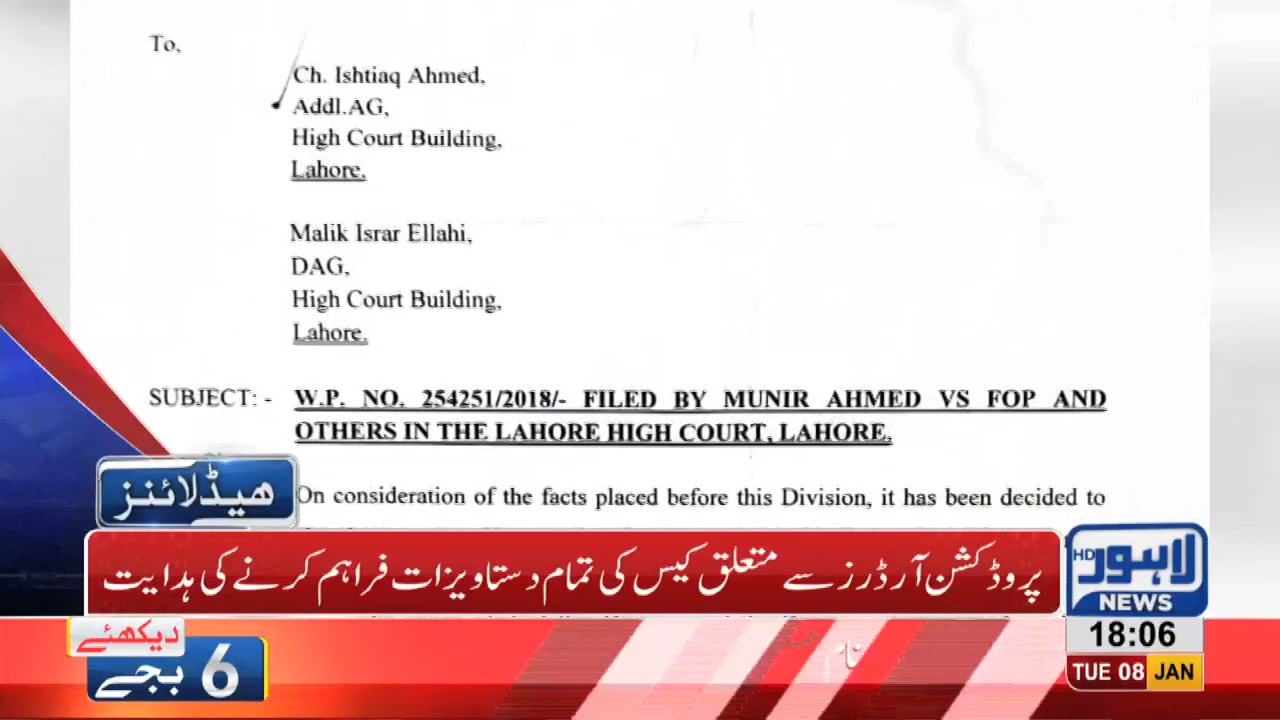 To,
Ch. Ishtiaq Ahmed,
Addl.AG,
High Court Building,
Lahore.
Malik Israr Ellahi,
DAG,
High Court Building,
Lahore.
SUBJECT: - W.P. NO. 254251/2018/- FILED BY MUNIR AHMED VS FOP AND
OTHERS IN THE LAHORE HIGH COURT, LAHORE.
On consideration of the facts placed before this Division, it has been decided to
ھیڈلائنز
پروڈکشن آرڈرز سے متعلق کیس کی تمام دستاویزات فراہم کرنے کی ہدایت
لاہور HD
NEWS
18:06
TUE 08 JAN
دیکھئے
6 بجے